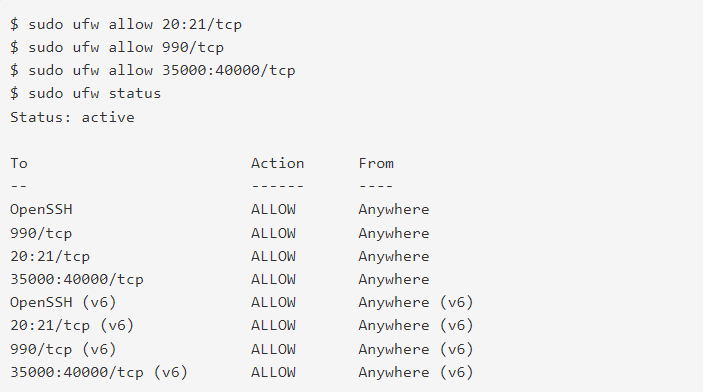 $ sudo ufw allow 20:21/tcp
$ sudo ufw allow 990/tcp
$ sudo ufw allow 35000:40000/tcp
$ sudo ufw status
Status: active

To                         Action      From
--                         ------      ----
OpenSSH                    ALLOW       Anywhere
990/tcp                    ALLOW       Anywhere
20:21/tcp                  ALLOW       Anywhere
35000:40000/tcp            ALLOW       Anywhere
OpenSSH (v6)               ALLOW       Anywhere (v6)
20:21/tcp (v6)             ALLOW       Anywhere (v6)
990/tcp (v6)               ALLOW       Anywhere (v6)
35000:40000/tcp (v6)       ALLOW       Anywhere (v6)